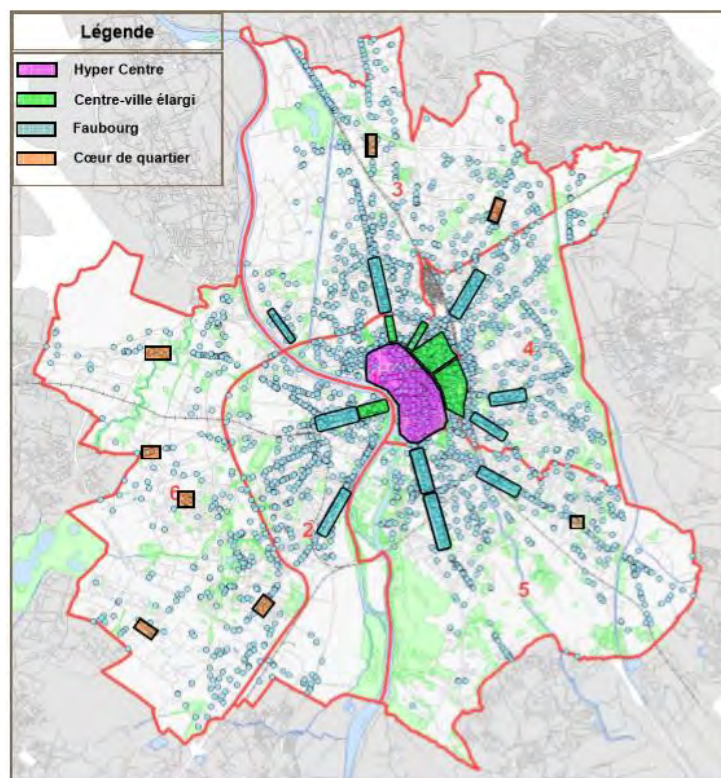 Légende
Hyper Centre
Centre-ville élargi
Faubourg
Cœur de quartier
3
4
6
2
5